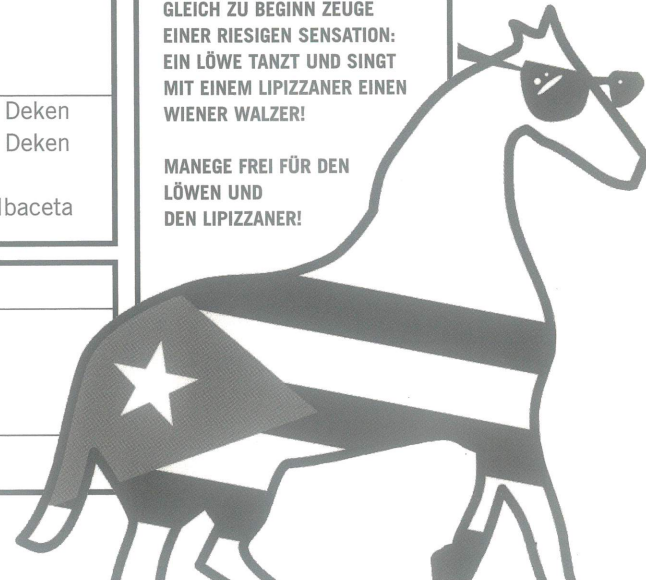 Deken
Deken
GLEICH ZU BEGINN ZEUGE
EINER RIESIGEN SENSATION:
EIN LÖWE TANZT UND SINGT
MIT EINEM LIPIZZANER EINEN
WIENER WALZER!
MANEGE FREI FÜR DEN
LÖWEN UND
DEN LIPIZZANER!